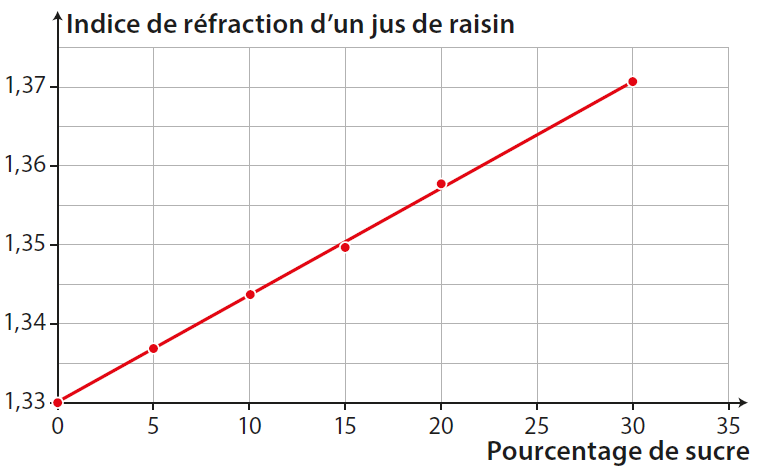 Indice de réfraction d’un jus de raisin
1,37
1,36
1,35
1,34
1,33
0 5 10 15 20 25 30 35
Pourcentage de sucre